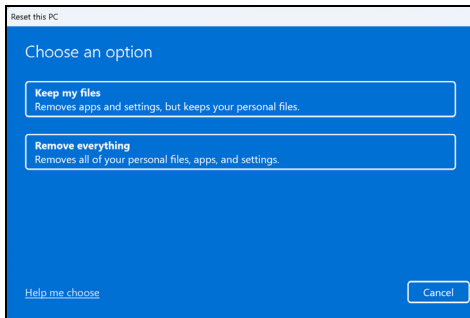 Reset this PC
Choose an option
Keep my files
Removes apps and settings, but keeps your personal files.
Remove everything
Removes all of your personal files, apps, and settings.
Help me choose
Cancel